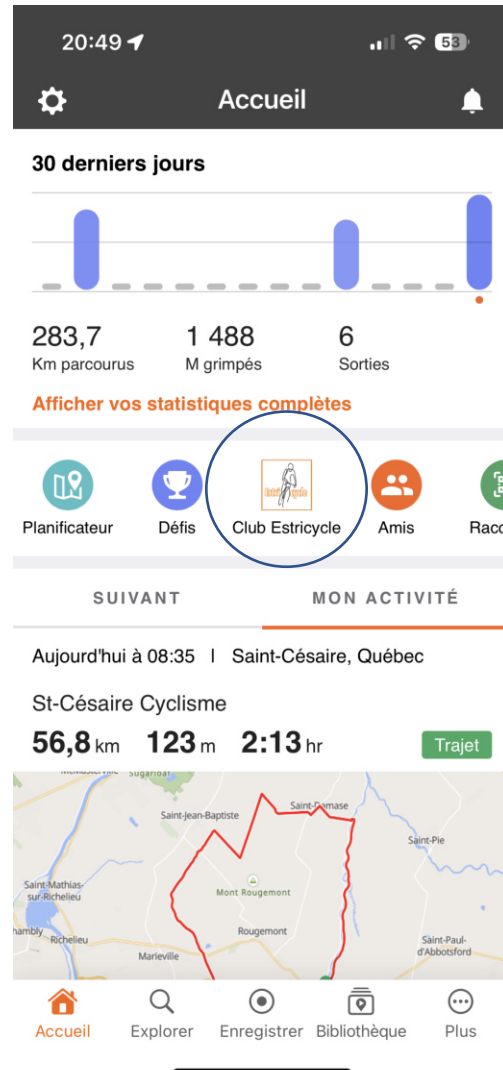 20:49
53
Accueil
30 derniers jours
283,7
1 488
6
Km parcourus
M grimpés
Sorties
Afficher vos statistiques complètes
Planificateur
Défis
Club Estricycle
Amis
Racc
SUIVANT
MON ACTIVITÉ
Aujourd'hui à 08:35 | Saint-Césaire, Québec
St-Césaire Cyclisme
56,8 km 123 m 2:13 hr
Trajet
Saint-Jean-Baptiste
Saint-Damase
Saint-Pie
Saint-Mathias-
sur-Richelieu
Mont Rougemont
Richelieu
Rougemont
Marieville
Saint-Paul-
d'Abbotsford
Accueil
Explorer
Enregistrer
Bibliothèque
Plus